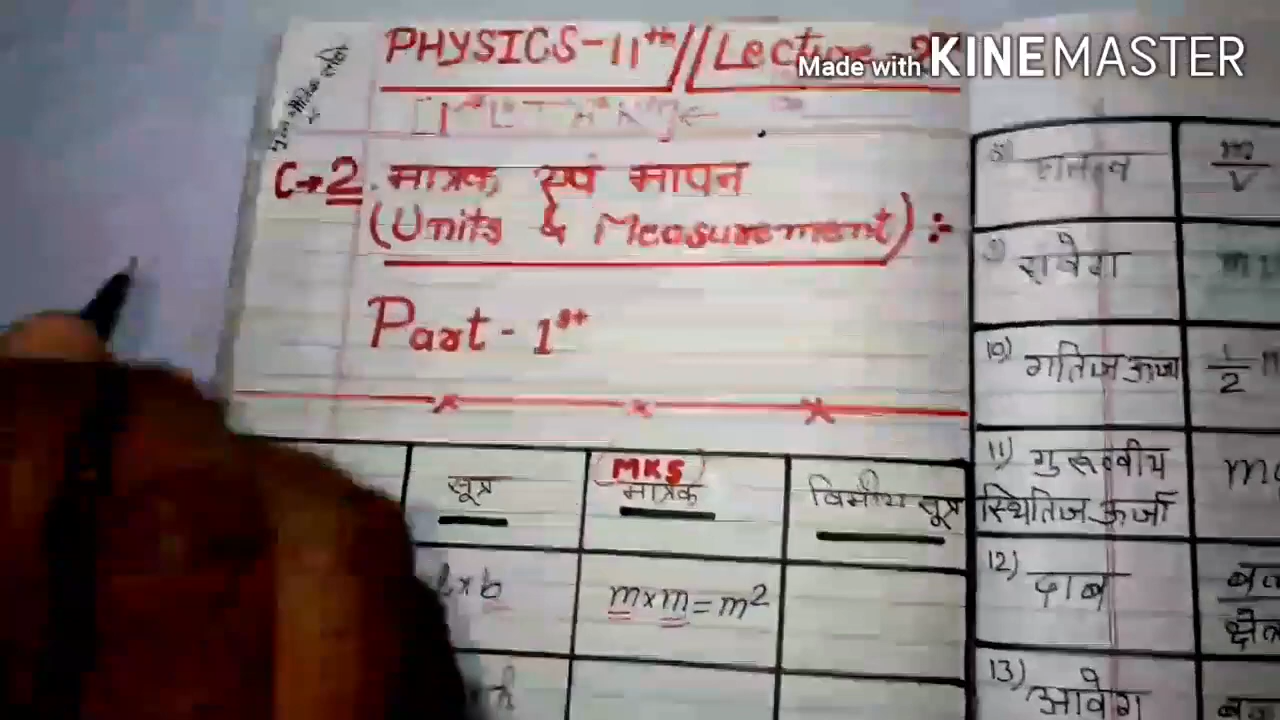 PHYSICS-11th//Lecture
Made with KINEMASTER
C→2. मात्रक एवं मापन
(Units & Measurement) :-
Part - 1st
सूत्र
MKS
मात्रक
विमीय सूत्र
l×b
m×m=m²
m/V
9) संवेग
10) गतिज ऊर्जा
1/2
11) गुरूत्वीय
स्थितिज ऊर्जा
12) दाब
13) आवेग